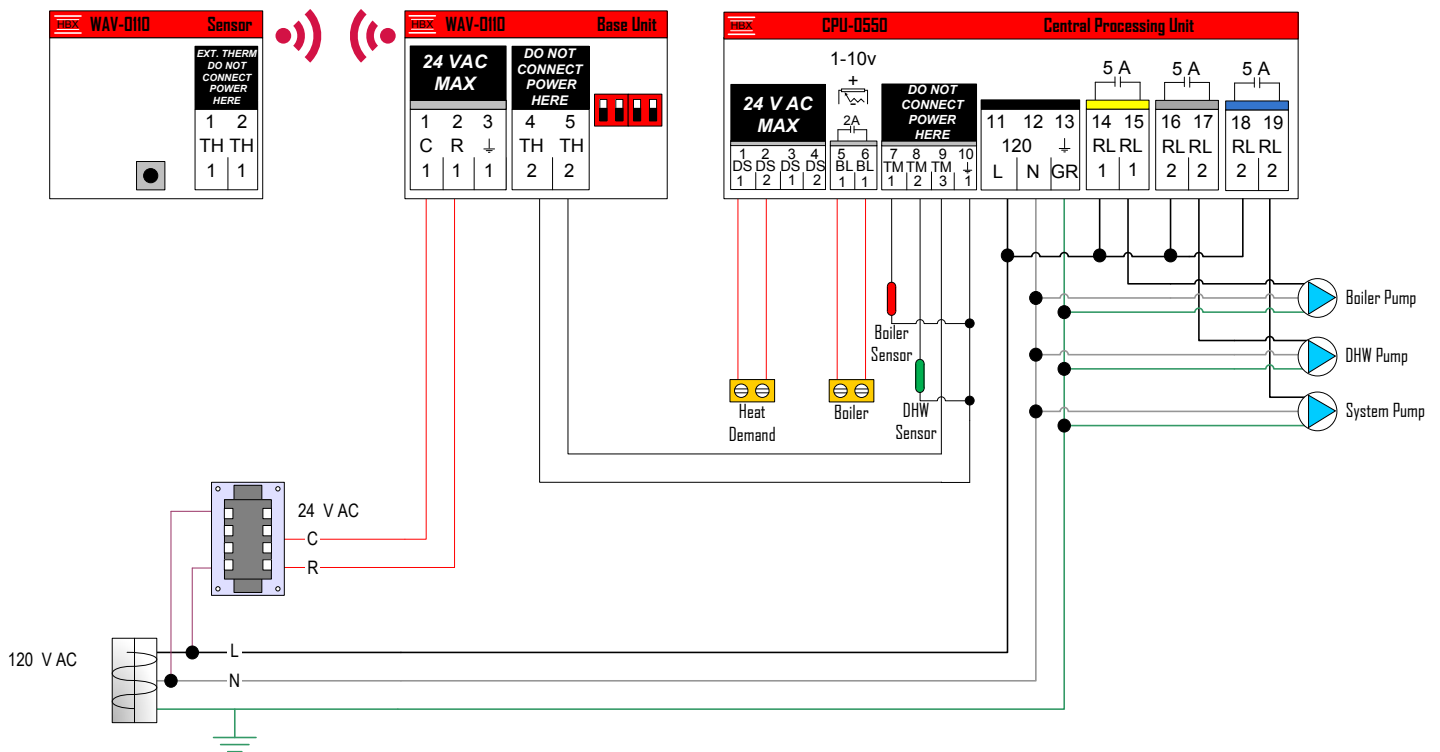 HBX WAV-0110 Sensor
EXT. THERM
DO NOT
CONNECT
POWER
HERE
1 2
TH TH
1 1
HBX WAV-0110 Base Unit
24 VAC
MAX
DO NOT
CONNECT
POWER
HERE
1 2 3 4 5
C R TH TH
1 1 1 2 2
HBX CPU-0550 Central Processing Unit
1-10v
+
2A
24 V AC
MAX
DO NOT
CONNECT
POWER
HERE
5 A 5 A 5 A
1 2 3 4 5 6 7 8 9 10 11 12 13 14 15 16 17 18 19
DS DS DS DS BL BL TM TM TM 120 RL RL RL RL RL RL
1 2 1 2 1 1 1 2 3 1 L N GR 1 1 2 2 2 2
Boiler
Sensor
DHW
Sensor
Heat
Demand
Boiler
Boiler Pump
DHW Pump
System Pump
24 V AC
C
R
120 V AC
L
N